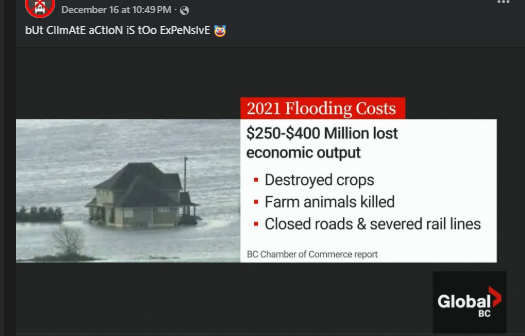 December 16 at 10:49 PM ·
bUt ClImAtE aCtIoN iS tOo ExPeNsIvE 🤡
2021 Flooding Costs
$250-$400 Million lost
economic output
▪ Destroyed crops
▪ Farm animals killed
▪ Closed roads & severed rail lines
BC Chamber of Commerce report
Global
BC